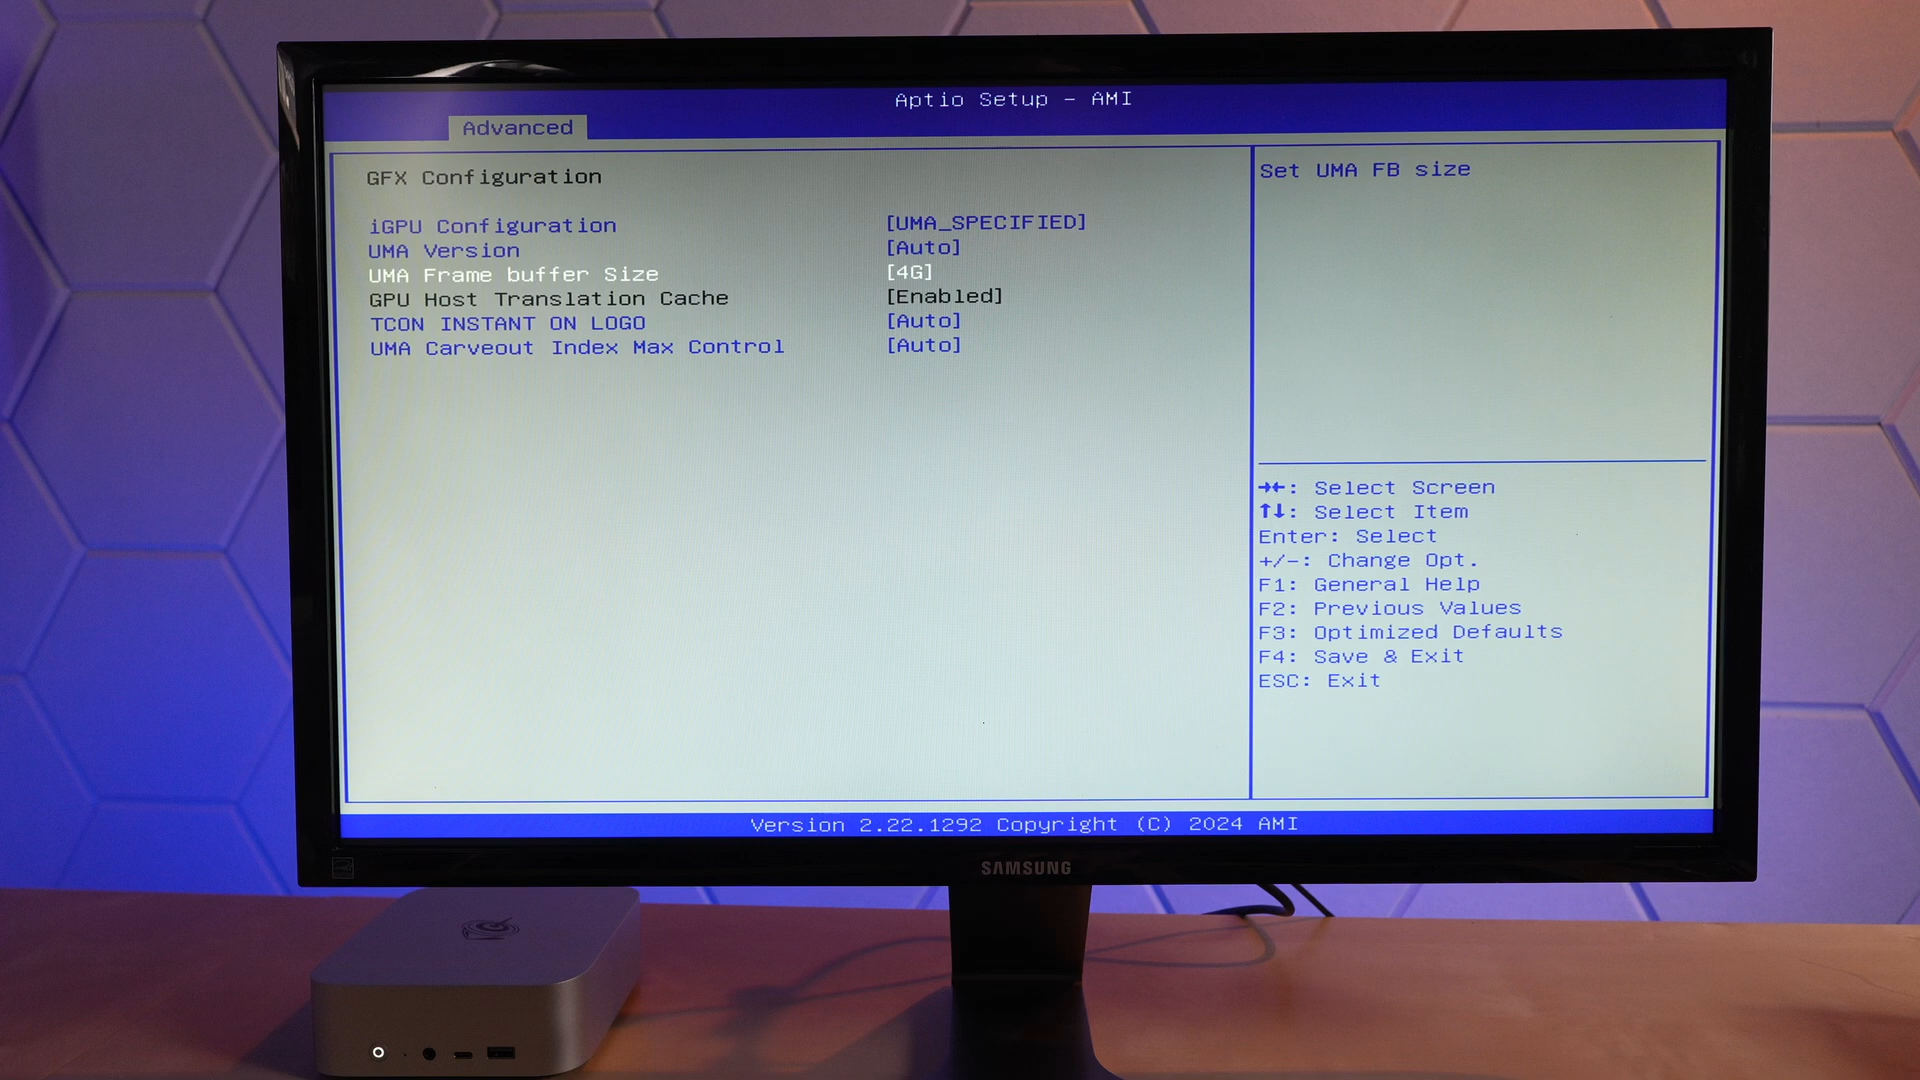 Aptio Setup - AMI
Advanced
GFX Configuration
iGPU Configuration [UMA_SPECIFIED]
UMA Version [Auto]
UMA Frame buffer Size [4G]
GPU Host Translation Cache [Enabled]
TCON INSTANT ON LOGO [Auto]
UMA Carveout Index Max Control [Auto]
Set UMA FB size
→←: Select Screen
↑↓: Select Item
Enter: Select
+/-: Change Opt.
F1: General Help
F2: Previous Values
F3: Optimized Defaults
F4: Save & Exit
ESC: Exit
Version 2.22.1292 Copyright (C) 2024 AMI
SAMSUNG